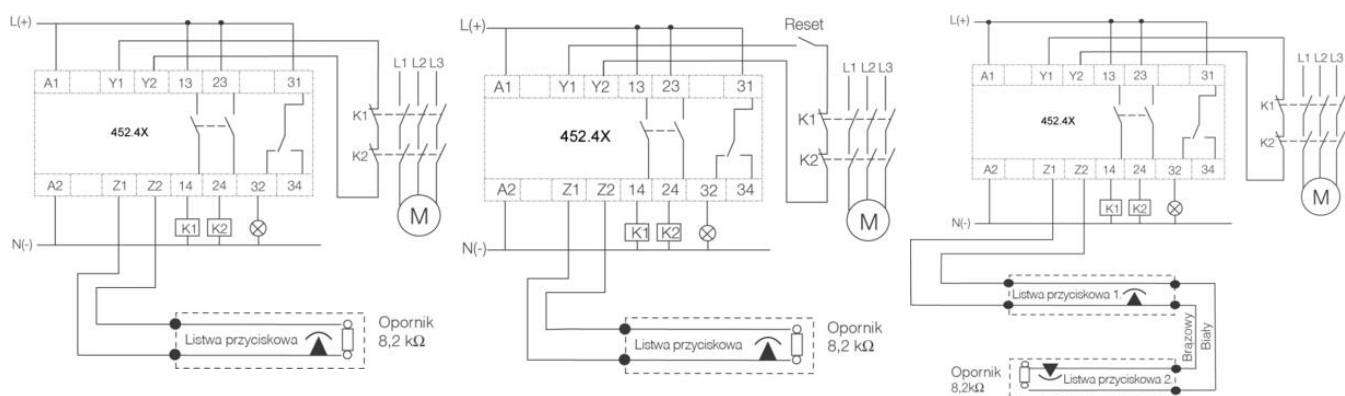 L(+)
L1 L2 L3
A1 Y1 Y2 13 23 31
K1
452.4X
K2
A2 Z1 Z2 14 24 32 34
K1 K2
M
N(-)
Opornik
Listwa przyciskowa
8,2 kΩ
L(+)
Reset
L1 L2 L3
A1 Y1 Y2 13 23 31
K1
452.4X
K2
A2 Z1 Z2 14 24 32 34
K1 K2
M
N(-)
Opornik
Listwa przyciskowa
8,2 kΩ
L(+)
L1 L2 L3
A1 Y1 Y2 13 23 31
K1
452.4X
K2
A2 Z1 Z2 14 24 32 34
K1 K2
M
N(-)
Listwa przyciskowa 1.
Brązowy
Biały
Opornik
8,2kΩ
Listwa przyciskowa 2.